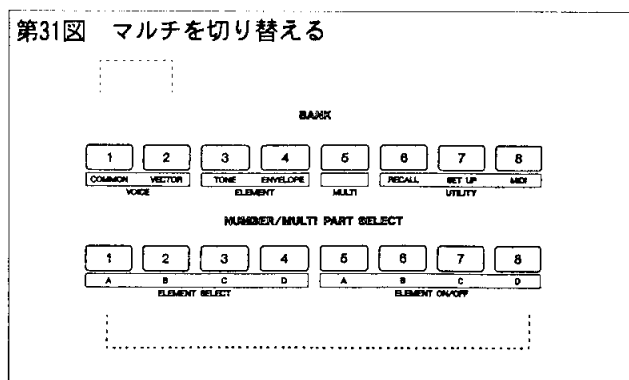 第31図 マルチを切り替える
BANK
1 2 3 4 5 6 7 8
COMMON VECTOR TONE ENVELOPE RECALL SET UP MIDI
VOICE ELEMENT MULTI UTILITY
NUMBER/MULTI PART SELECT
1 2 3 4 5 6 7 8
A B C D A B C D
ELEMENT SELECT ELEMENT ON/OFF